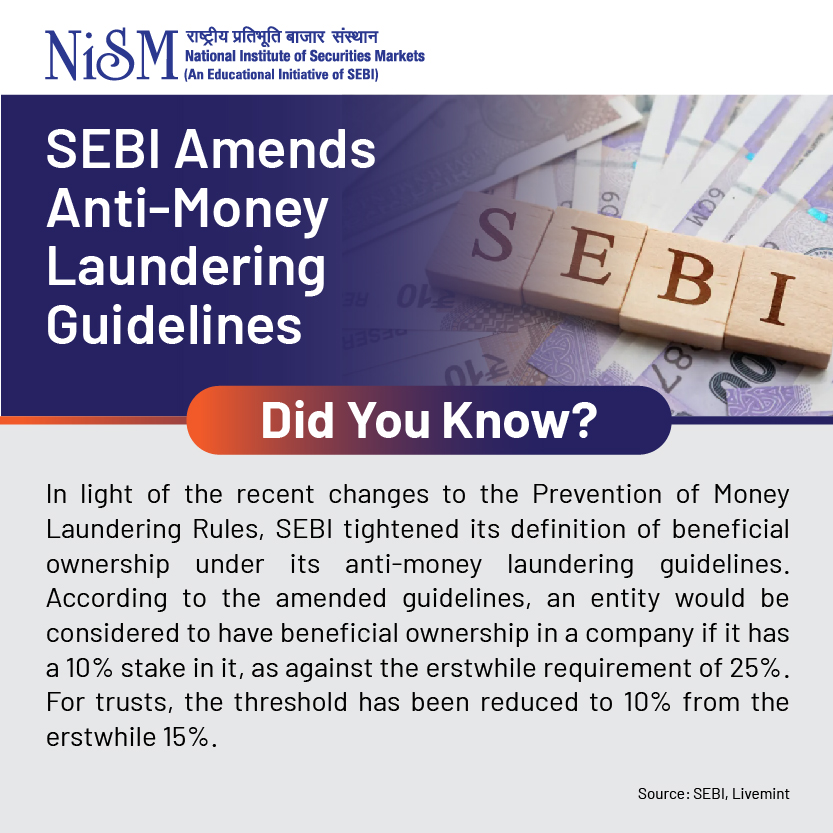 NiSM
राष्ट्रीय प्रतिभूति बाजार संस्थान
National Institute of Securities Markets
(An Educational Initiative of SEBI)
SEBI Amends
Anti-Money
Laundering
Guidelines
SEBI
Did You Know?
In light of the recent changes to the Prevention of Money
Laundering Rules, SEBI tightened its definition of beneficial
ownership under its anti-money laundering guidelines.
According to the amended guidelines, an entity would be
considered to have beneficial ownership in a company if it has
a 10% stake in it, as against the erstwhile requirement of 25%.
For trusts, the threshold has been reduced to 10% from the
erstwhile 15%.
Source: SEBI, Livemint